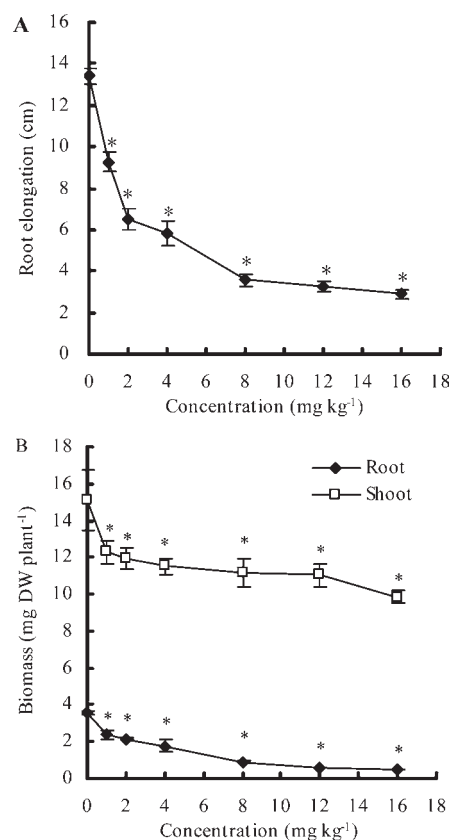 A
Root elongation (cm)
16
14
12
10
8
6
4
2
0
*
*
*
*
*
*
0 2 4 6 8 10 12 14 16 18
Concentration (mg kg⁻¹)
B
Biomass (mg DW plant⁻¹)
18
16
14
12
10
8
6
4
2
0
Root
Shoot
* * * * * *
* * * * * *
0 2 4 6 8 10 12 14 16 18
Concentration (mg kg⁻¹)